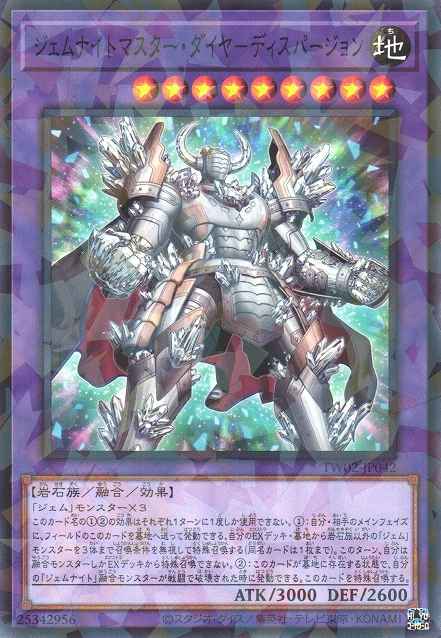 ジェムナイトマスター・ダイヤーディスパージョン
地
TW02-JP042
【岩石族/融合/効果】
「ジェム」モンスター×3
このカード名の①②の効果はそれぞれ1ターンに1度しか使用できない。①:自分・相手のメインフェイズ
に、フィールドのこのカードを墓地へ送って発動できる。自分のEXデッキ・墓地から岩石族以外の「ジェム」
モンスターを3体まで召喚条件を無視して特殊召喚する(同名カードは1枚まで)。このターン、自分は
融合モンスターしかEXデッキから特殊召喚できない。②:このカードが墓地に存在する状態で、自分
の「ジェムナイト」融合モンスターが戦闘で破壊された時に発動できる。このカードを特殊召喚する。
ATK/3000 DEF/2600
25342956
©スタジオ・ダイス/集英社・テレビ東京・KONAMI